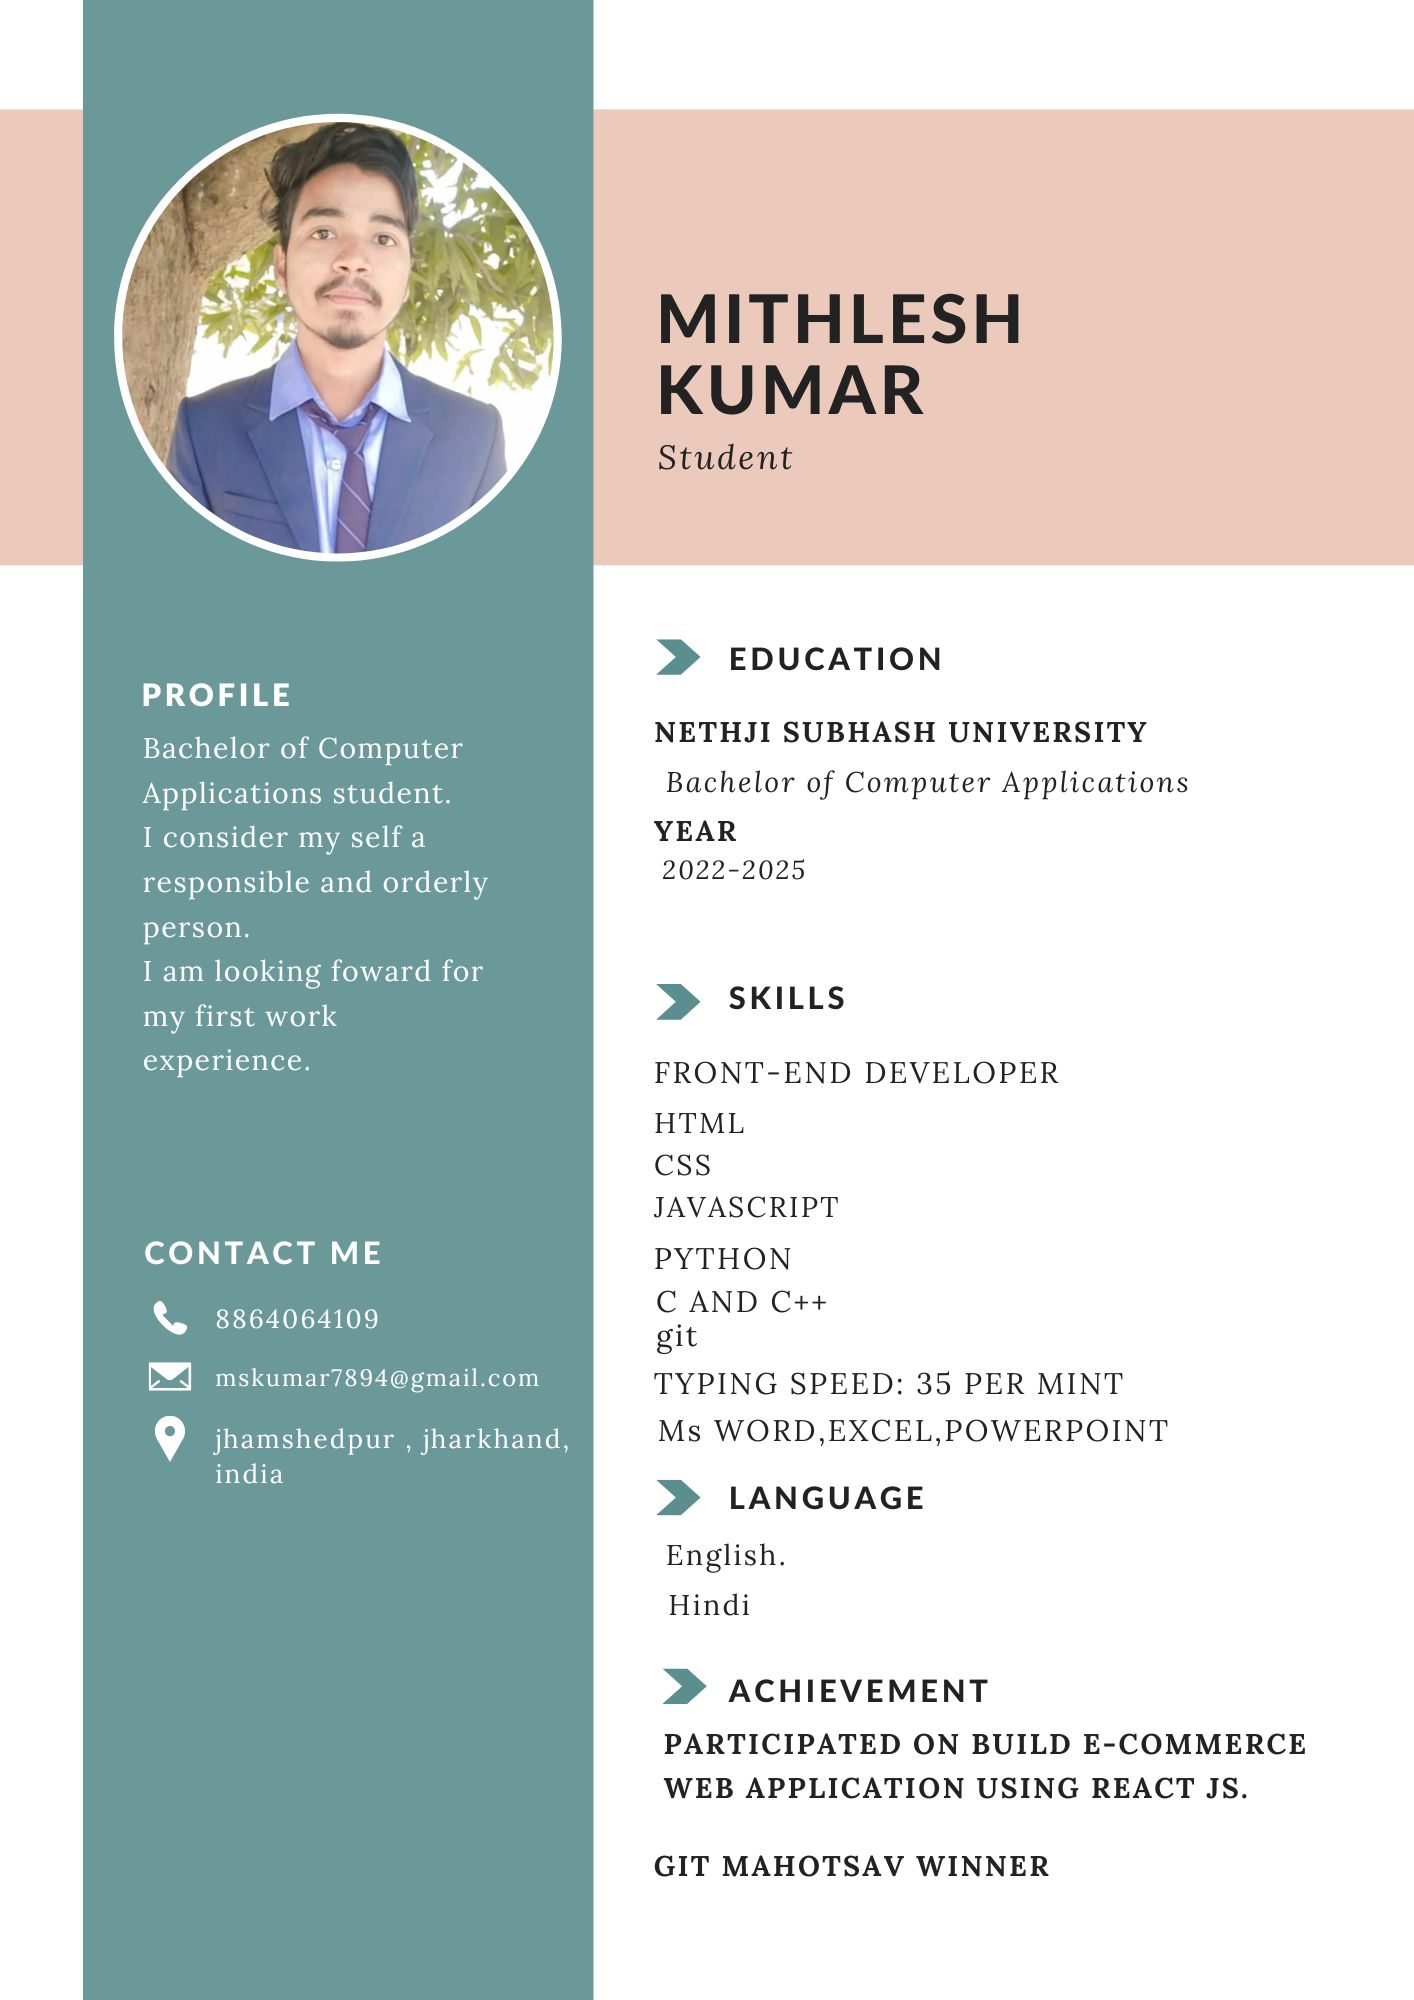 MITHLESH
KUMAR
Student
PROFILE
Bachelor of Computer
Applications student.
I consider my self a
responsible and orderly
person.
I am looking foward for
my first work
experience.
CONTACT ME
8864064109
mskumar7894@gmail.com
jhamshedpur , jharkhand,
india
EDUCATION
NETHJI SUBHASH UNIVERSITY
Bachelor of Computer Applications
YEAR
2022-2025
SKILLS
FRONT-END DEVELOPER
HTML
CSS
JAVASCRIPT
PYTHON
C AND C++
git
TYPING SPEED: 35 PER MINT
Ms WORD,EXCEL,POWERPOINT
LANGUAGE
English.
Hindi
ACHIEVEMENT
PARTICIPATED ON BUILD E-COMMERCE
WEB APPLICATION USING REACT JS.
GIT MAHOTSAV WINNER